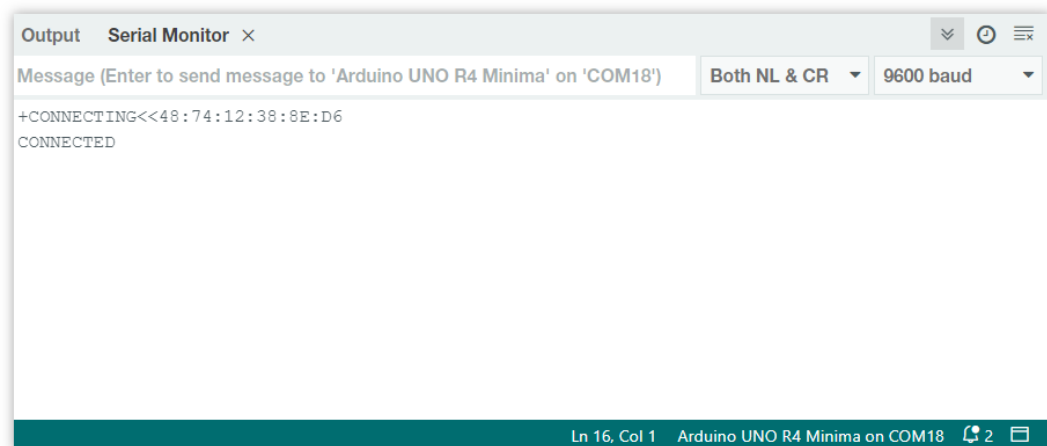 Output Serial Monitor ×
Message (Enter to send message to 'Arduino UNO R4 Minima' on 'COM18') Both NL & CR 9600 baud
+CONNECTING<<48:74:12:38:8E:D6
CONNECTED
Ln 16, Col 1 Arduino UNO R4 Minima on COM18 2